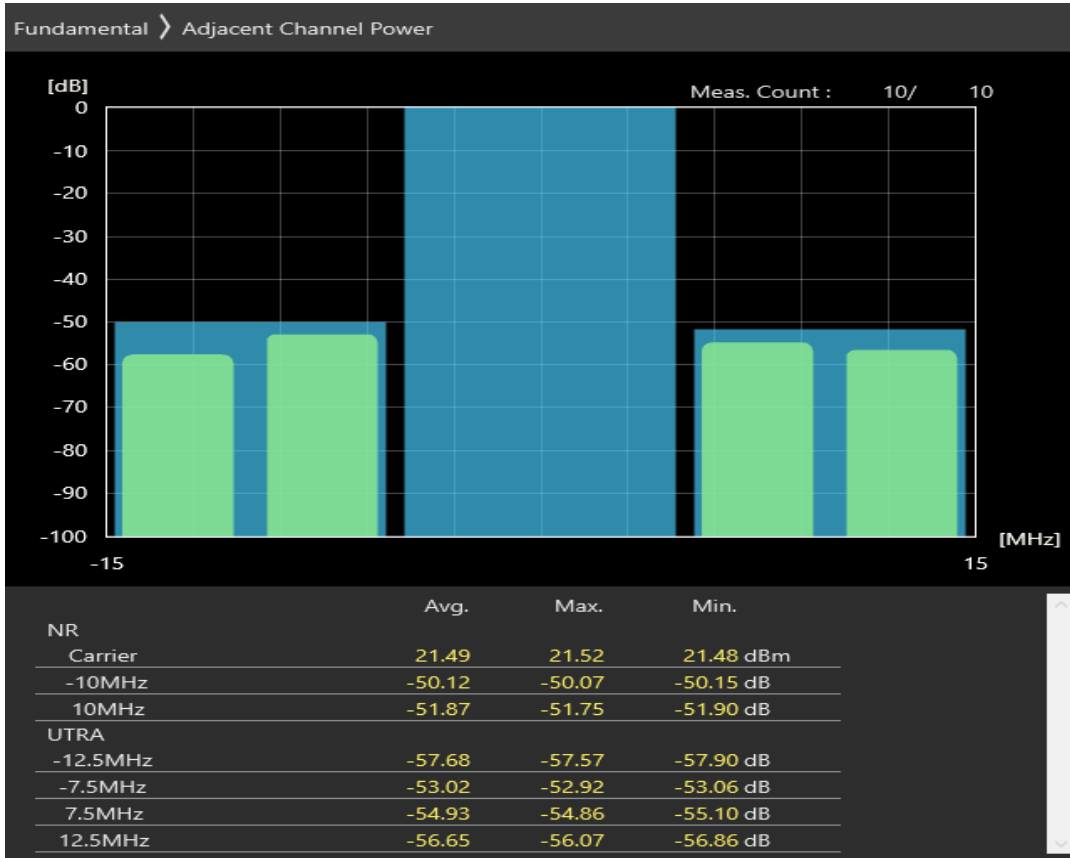 Fundamental 〉 Adjacent Channel Power
[dB]
Meas. Count : 10/ 10
0
-10
-20
-30
-40
-50
-60
-70
-80
-90
-100
[MHz]
-15 15
Avg. Max. Min.
NR
Carrier 21.49 21.52 21.48 dBm
-10MHz -50.12 -50.07 -50.15 dB
10MHz -51.87 -51.75 -51.90 dB
UTRA
-12.5MHz -57.68 -57.57 -57.90 dB
-7.5MHz -53.02 -52.92 -53.06 dB
7.5MHz -54.93 -54.86 -55.10 dB
12.5MHz -56.65 -56.07 -56.86 dB